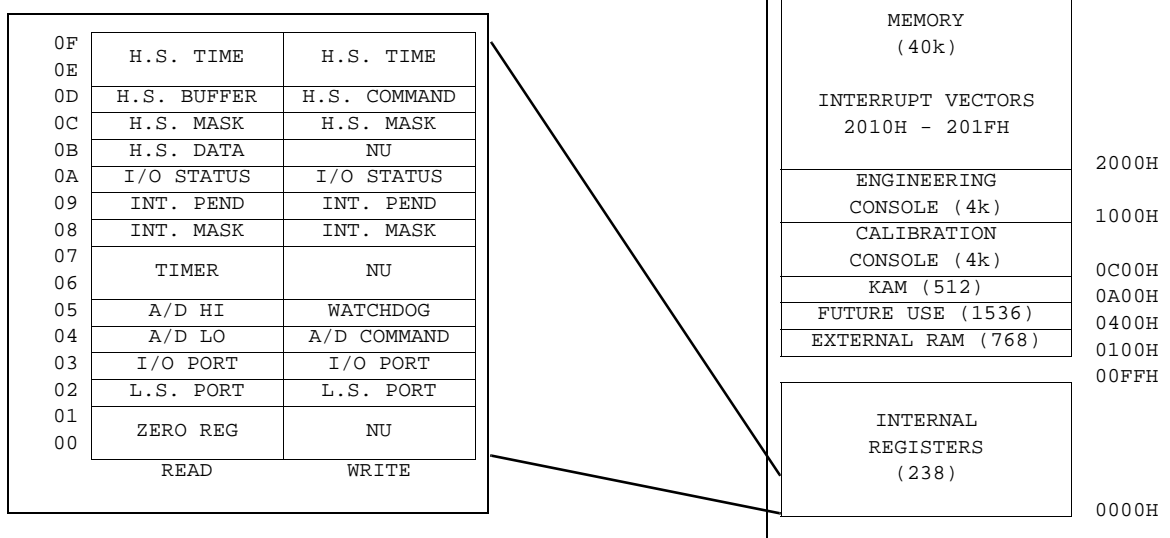 0F
H.S. TIME H.S. TIME
0E
0D H.S. BUFFER H.S. COMMAND
0C H.S. MASK H.S. MASK
0B H.S. DATA NU
0A I/O STATUS I/O STATUS
09 INT. PEND INT. PEND
08 INT. MASK INT. MASK
07
TIMER NU
06
05 A/D HI WATCHDOG
04 A/D LO A/D COMMAND
03 I/O PORT I/O PORT
02 L.S. PORT L.S. PORT
01
ZERO REG NU
00
READ WRITE
MEMORY
(40k)
INTERRUPT VECTORS
2010H - 201FH
2000H
ENGINEERING
CONSOLE (4k)
1000H
CALIBRATION
CONSOLE (4k)
0C00H
KAM (512)
0A00H
FUTURE USE (1536)
0400H
EXTERNAL RAM (768)
0100H
00FFH
INTERNAL
REGISTERS
(238)
0000H